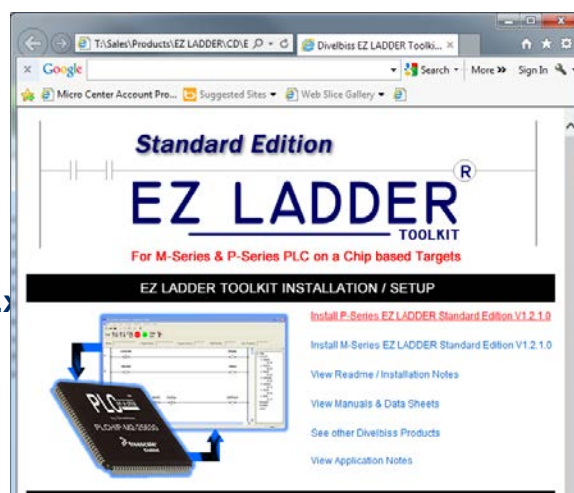 T:\Sales\Products\EZ LADDER\CD\E
Divelbiss EZ LADDER Toolki...
x Google
Search
More »
Sign In
Micro Center Account Pro...
Suggested Sites
Web Slice Gallery
Standard Edition
EZ LADDER ®
TOOLKIT
For M-Series & P-Series PLC on a Chip based Targets
EZ LADDER TOOLKIT INSTALLATION / SETUP
Install P-Series EZ LADDER Standard Edition V1.2.1.0
Install M-Series EZ LADDER Standard Edition V1.2.1.0
View Readme / Installation Notes
View Manuals & Data Sheets
See other Divelbiss Products
View Application Notes
PLC
on a chip